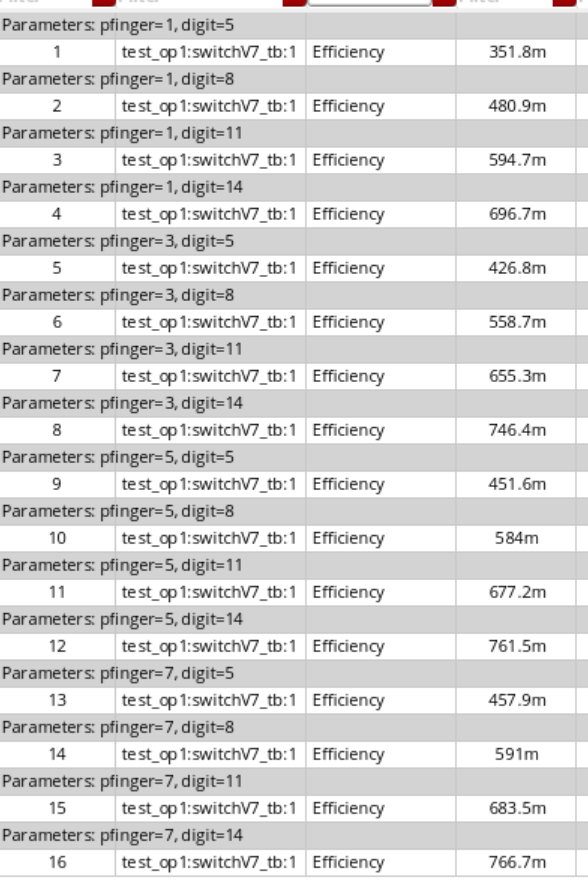 Parameters: pfinger=1, digit=5
1 test_op1:switchV7_tb:1 Efficiency 351.8m
Parameters: pfinger=1, digit=8
2 test_op1:switchV7_tb:1 Efficiency 480.9m
Parameters: pfinger=1, digit=11
3 test_op1:switchV7_tb:1 Efficiency 594.7m
Parameters: pfinger=1, digit=14
4 test_op1:switchV7_tb:1 Efficiency 696.7m
Parameters: pfinger=3, digit=5
5 test_op1:switchV7_tb:1 Efficiency 426.8m
Parameters: pfinger=3, digit=8
6 test_op1:switchV7_tb:1 Efficiency 558.7m
Parameters: pfinger=3, digit=11
7 test_op1:switchV7_tb:1 Efficiency 655.3m
Parameters: pfinger=3, digit=14
8 test_op1:switchV7_tb:1 Efficiency 746.4m
Parameters: pfinger=5, digit=5
9 test_op1:switchV7_tb:1 Efficiency 451.6m
Parameters: pfinger=5, digit=8
10 test_op1:switchV7_tb:1 Efficiency 584m
Parameters: pfinger=5, digit=11
11 test_op1:switchV7_tb:1 Efficiency 677.2m
Parameters: pfinger=5, digit=14
12 test_op1:switchV7_tb:1 Efficiency 761.5m
Parameters: pfinger=7, digit=5
13 test_op1:switchV7_tb:1 Efficiency 457.9m
Parameters: pfinger=7, digit=8
14 test_op1:switchV7_tb:1 Efficiency 591m
Parameters: pfinger=7, digit=11
15 test_op1:switchV7_tb:1 Efficiency 683.5m
Parameters: pfinger=7, digit=14
16 test_op1:switchV7_tb:1 Efficiency 766.7m